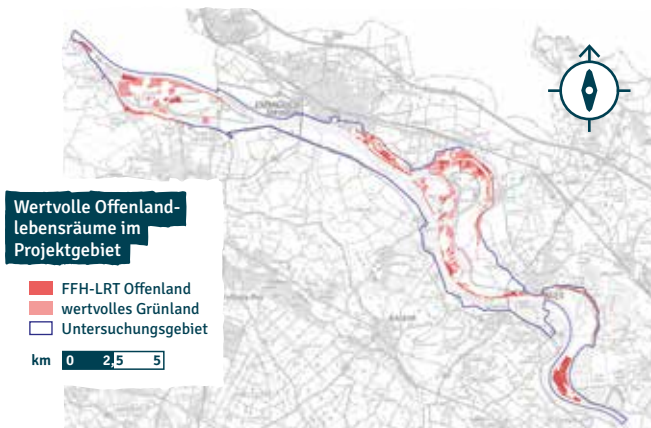 Wertvolle Offenland-
lebensräume im
Projektgebiet
FFH-LRT Offenland
wertvolles Grünland
Untersuchungsgebiet
km 0 2,5 5